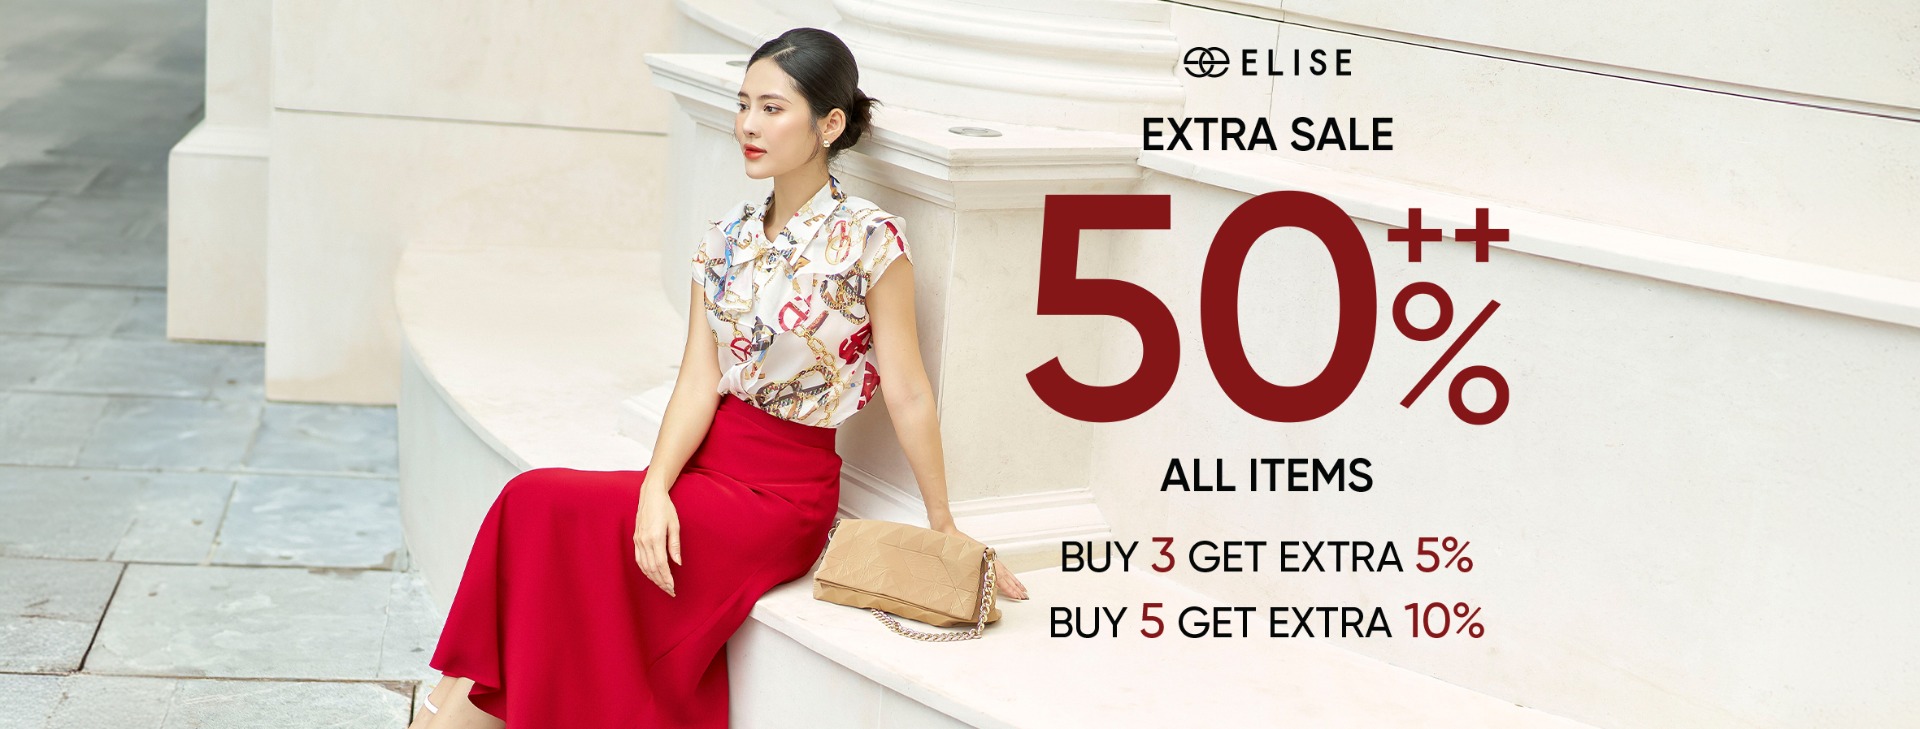 ELISE
EXTRA SALE
50++%
ALL ITEMS
BUY 3 GET EXTRA 5%
BUY 5 GET EXTRA 10%